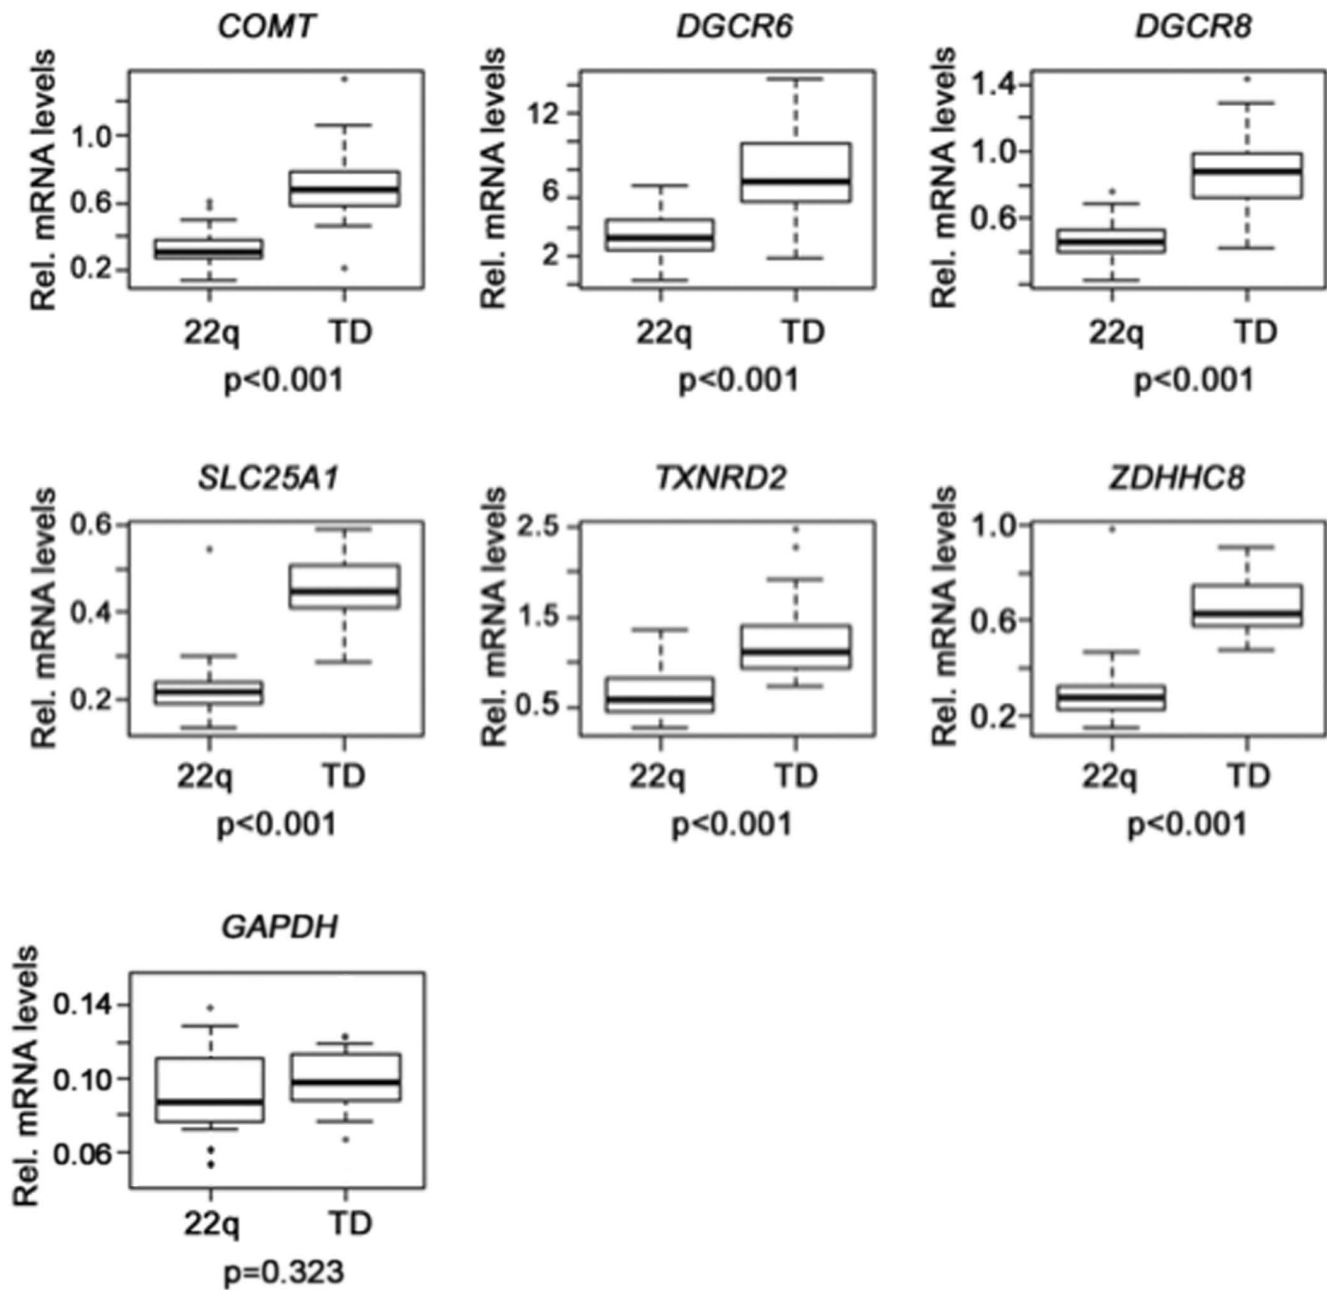 COMT DGCR6 DGCR8
Rel. mRNA levels
1.0
0.6
0.2
22q TD
p<0.001
Rel. mRNA levels
12
6
2
22q TD
p<0.001
Rel. mRNA levels
1.4
1.0
0.6
22q TD
p<0.001
SLC25A1 TXNRD2 ZDHHC8
Rel. mRNA levels
0.6
0.4
0.2
22q TD
p<0.001
Rel. mRNA levels
2.5
1.5
0.5
22q TD
p<0.001
Rel. mRNA levels
1.0
0.6
0.2
22q TD
p<0.001
GAPDH
Rel. mRNA levels
0.14
0.10
0.06
22q TD
p=0.323